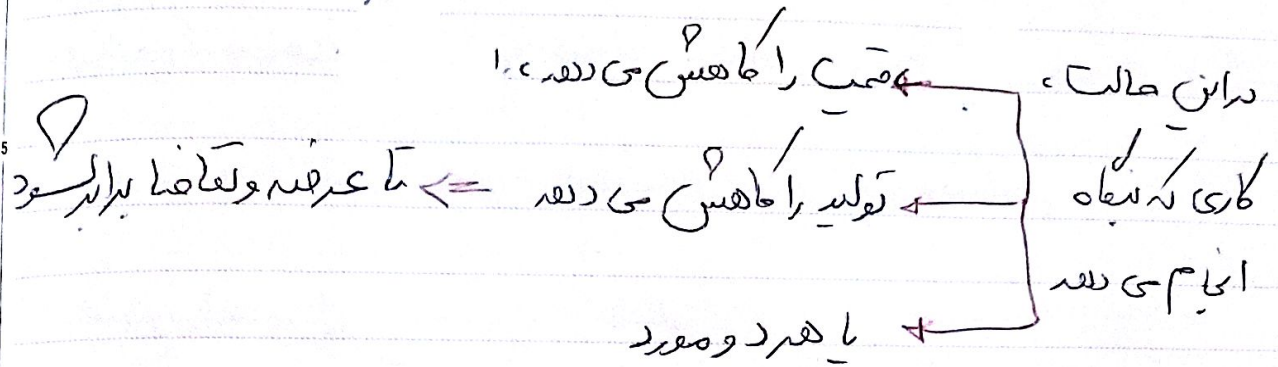 در این حالت،
کاری که بنگاه
انجام می دهد
قیمت را کاهش می دهد،
تولید را کاهش می دهد => تا عرضه و تقاضا برابر شود
یا هر دو مورد
5